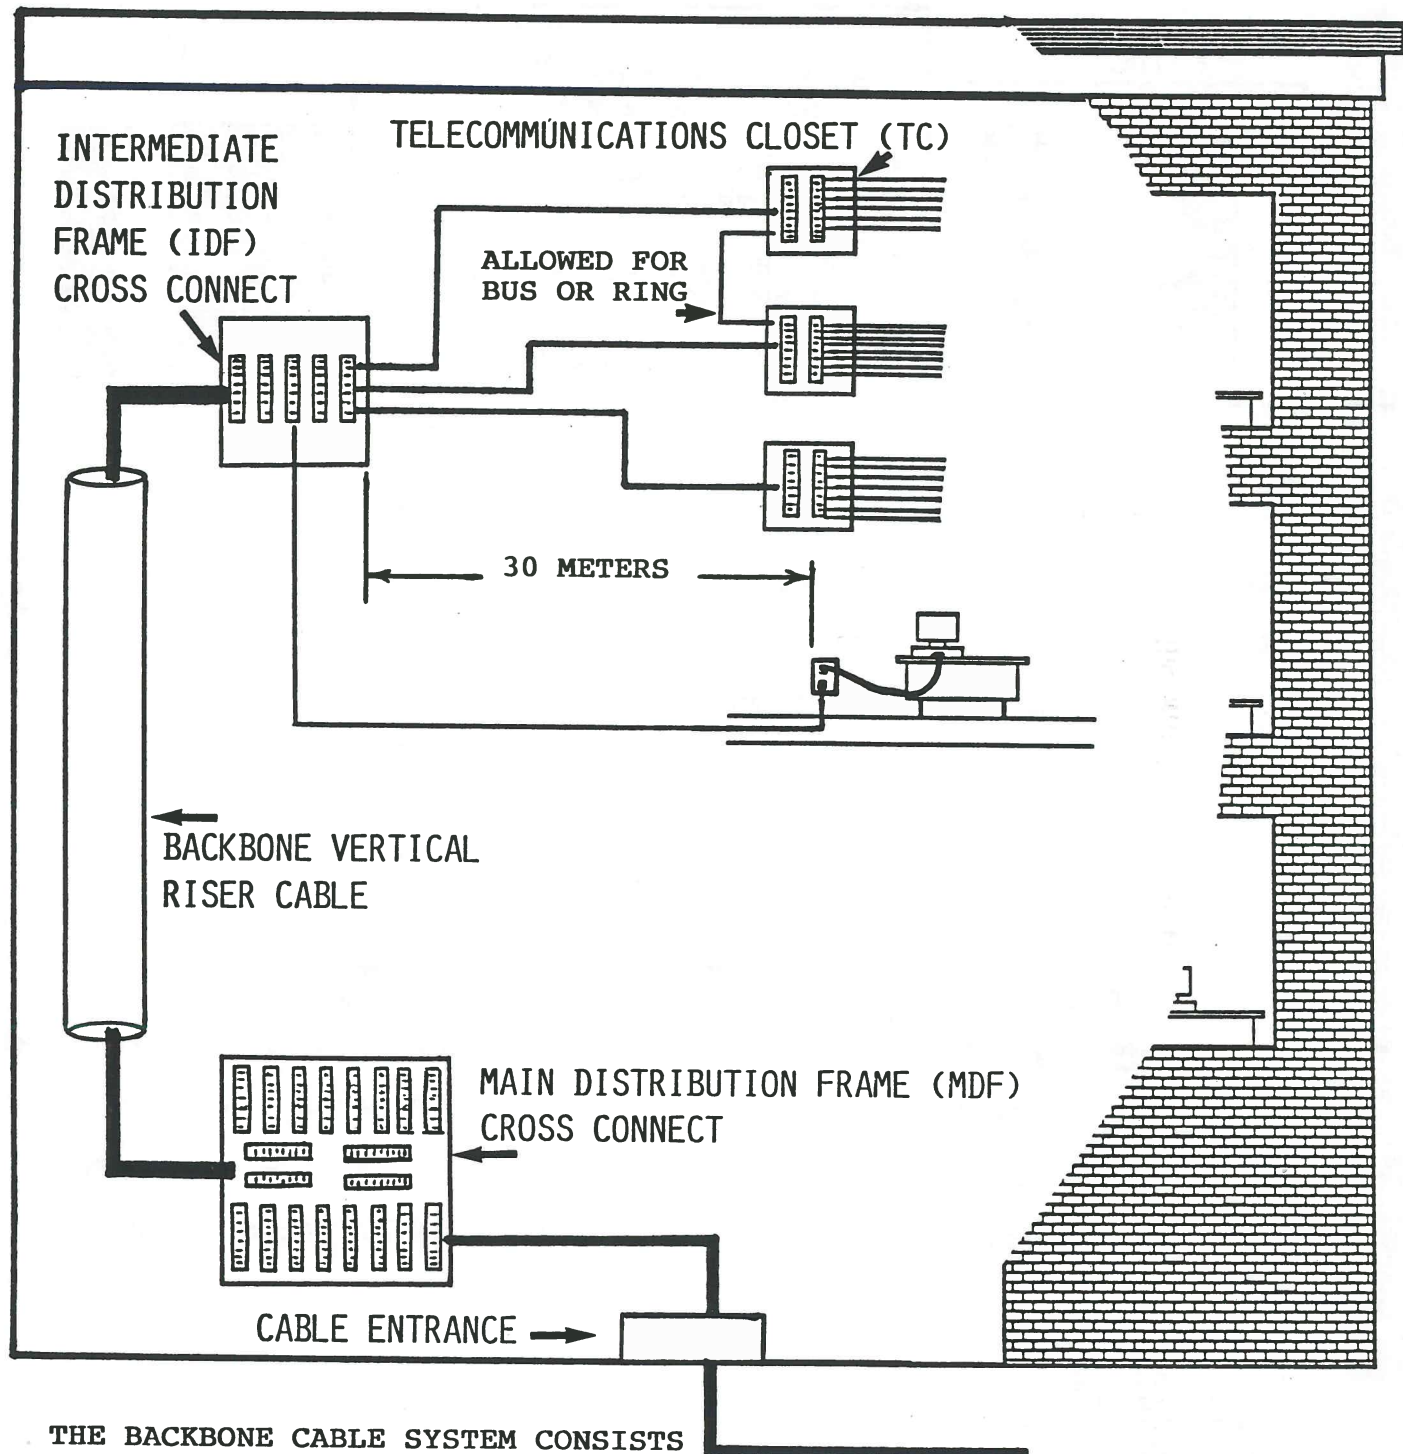 TELECOMMUNICATIONS CLOSET (TC)
INTERMEDIATE
DISTRIBUTION
FRAME (IDF)
CROSS CONNECT
ALLOWED FOR
BUS OR RING
30 METERS
BACKBONE VERTICAL
RISER CABLE
MAIN DISTRIBUTION FRAME (MDF)
CROSS CONNECT
CABLE ENTRANCE
THE BACKBONE CABLE SYSTEM CONSISTS